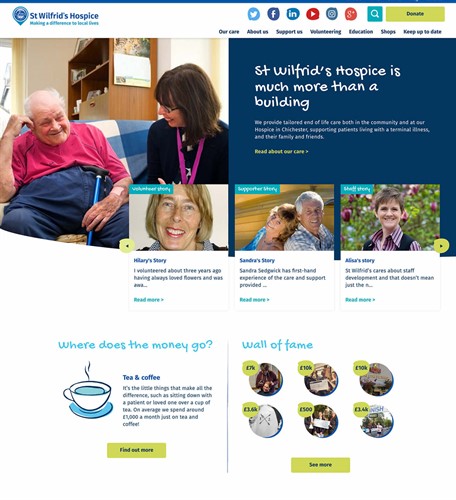 St Wilfrid's Hospice
Making a difference to local lives
Donate
Our care About us Support us Volunteering Education Shops Keep up to date
St Wilfrid's Hospice is
much more than a
building
We provide tailored end of life care both in the community and at our
Hospice in Chichester, supporting patients living with a terminal illness,
and their family and friends.
Read about our care >
Volunteer story
Supporter story
Staff story
Hilary's Story
I volunteered about three years ago
having always loved flowers and was
awa...
Read more >
Sandra's Story
Sandra Sedgwick has first-hand
experience of the care and support
provided ...
Read more >
Alisa's story
St Wilfrid's cares about staff
development and that doesn't mean
just the n...
Read more >
Where does the money go?
Tea & coffee
It's the little things that make all the
difference, such as sitting down with
a patient or loved one over a cup of
tea. On average we spend around
£1,000 a month just on tea and
coffee!
Find out more
Wall of fame
£7k
£10k
£10k
£3.6k
£500
£3.4k
See more